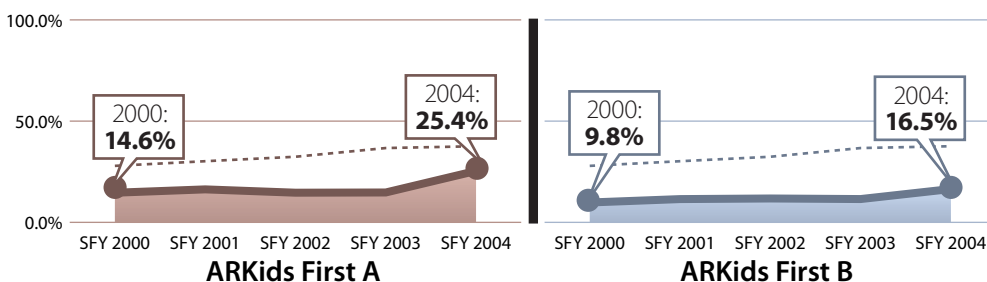 100.0%
50.0%
0.0%
2000:
14.6%
2004:
25.4%
SFY 2000 SFY 2001 SFY 2002 SFY 2003 SFY 2004
ARKids First A
2000:
9.8%
2004:
16.5%
SFY 2000 SFY 2001 SFY 2002 SFY 2003 SFY 2004
ARKids First B